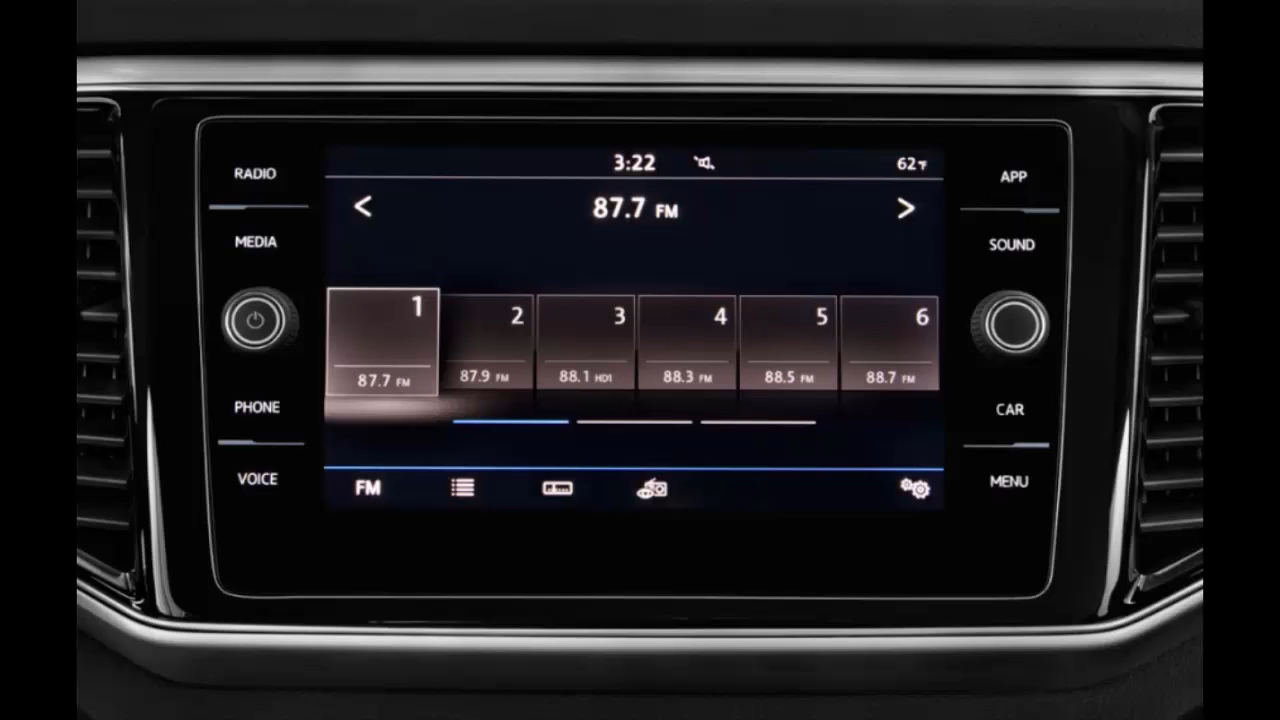 3:22 62°F
RADIO
APP
87.7 FM
MEDIA
SOUND
1 2 3 4 5 6
87.7 FM 87.9 FM 88.1 HD1 88.3 FM 88.5 FM 88.7 FM
PHONE
CAR
VOICE
MENU
FM